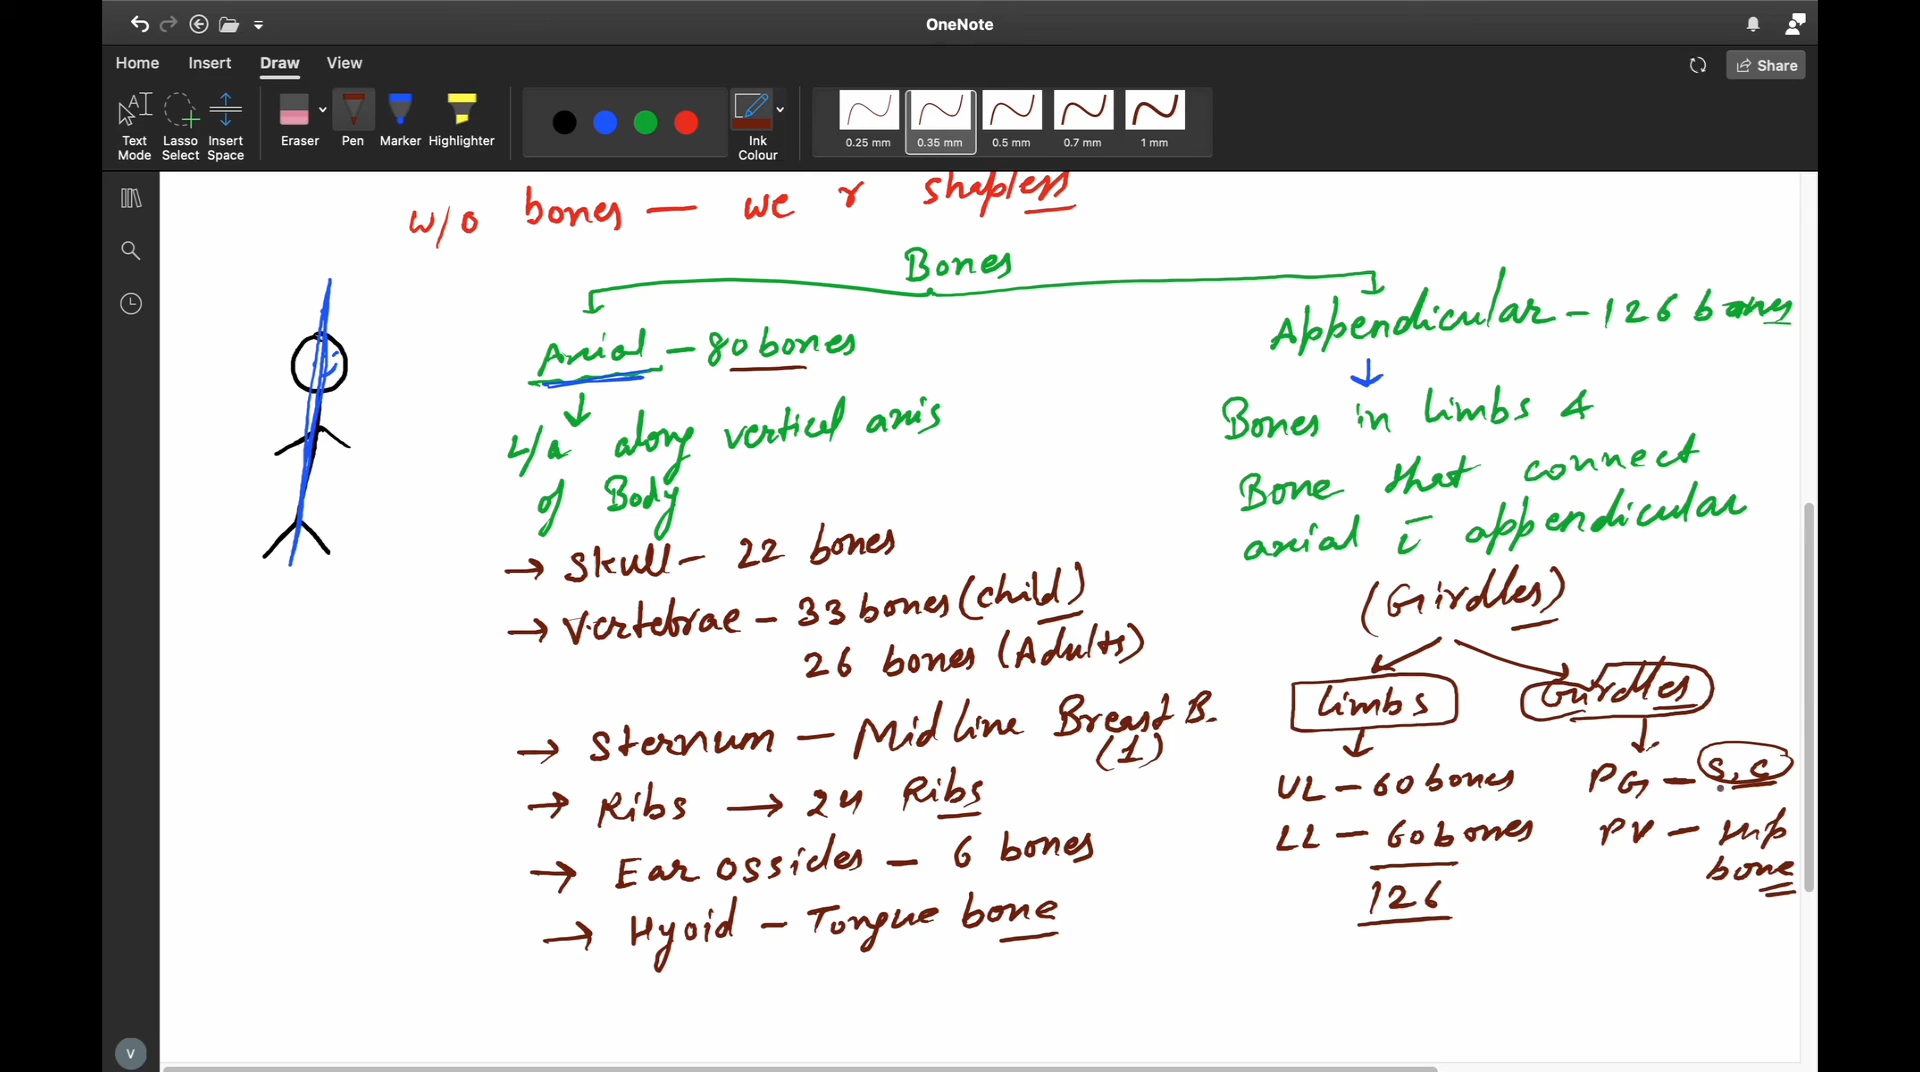 OneNote
Home Insert Draw View
Share
Text Mode
Lasso Select
Insert Space
Eraser
Pen
Marker
Highlighter
Ink Colour
0.25 mm
0.35 mm
0.5 mm
0.7 mm
1 mm
w/o bones — we r shapless
Bones
Axial — 80 bones
L/a along vertical axis
of Body
→ Skull — 22 bones
→ Vertebrae — 33 bones (child)
26 bones (Adults)
→ Sternum — Mid line Breast B.
(1)
→ Ribs → 24 Ribs
→ Ear ossicles — 6 bones
→ Hyoid — Tongue bone
Appendicular — 126 bones
Bones in limbs &
Bone that connect
axial c̄ appendicular
(Girdles)
Limbs
Girdles
UL — 60 bones
LL — 60 bones
126
PG — S, C
PV — Hip
bone
V